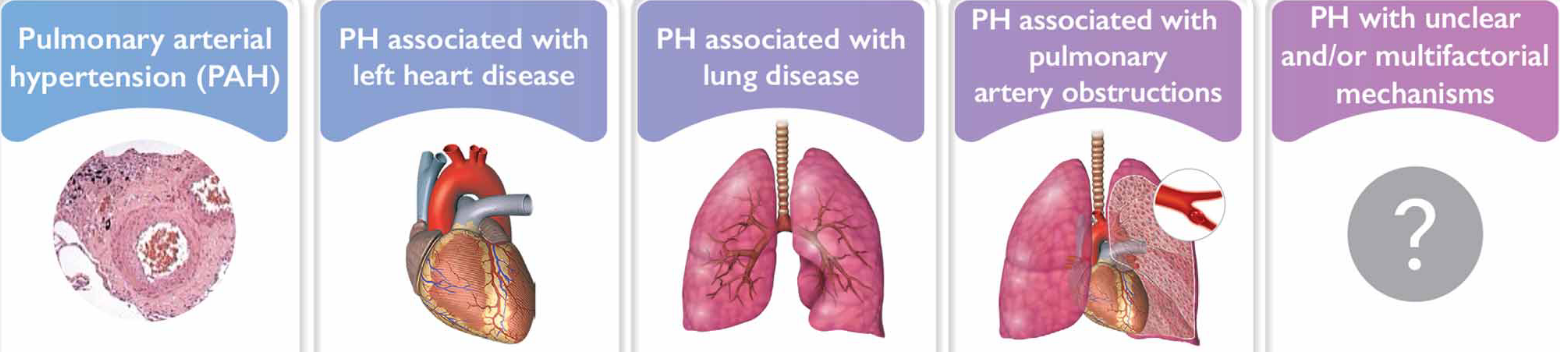 Pulmonary arterial
hypertension (PAH)
PH associated with
left heart disease
PH associated with
lung disease
PH associated with
pulmonary
artery obstructions
PH with unclear
and/or multifactorial
mechanisms
?